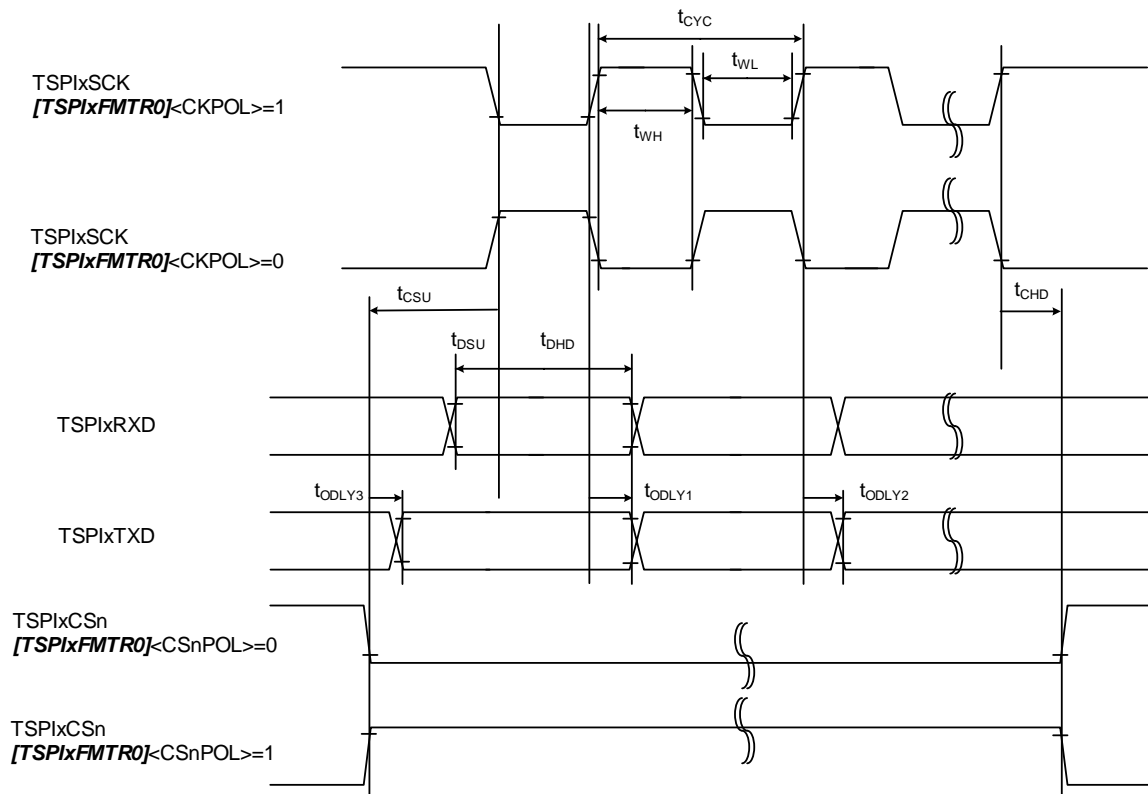 tCYC
TSPIxSCK
[TSPIxFMTR0]<CKPOL>=1
tWL
tWH
TSPIxSCK
[TSPIxFMTR0]<CKPOL>=0
tCSU
tCHD
tDSU
tDHD
TSPIxRXD
tODLY3
tODLY1
tODLY2
TSPIxTXD
TSPIxCSn
[TSPIxFMTR0]<CSnPOL>=0
TSPIxCSn
[TSPIxFMTR0]<CSnPOL>=1